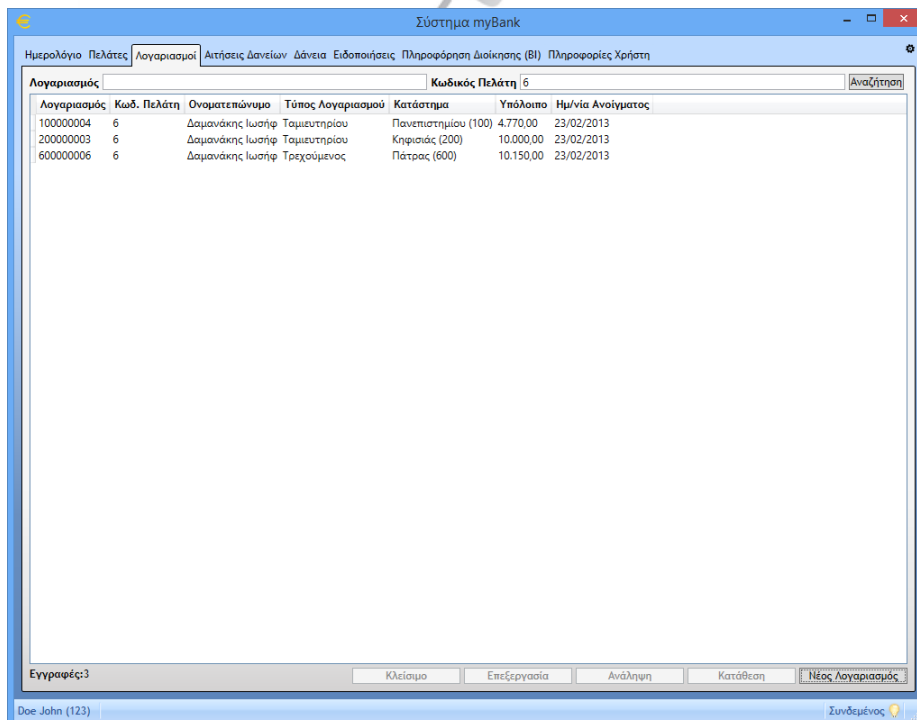 Σύστημα myBank
Ημερολόγιο Πελάτες Λογαριασμοί Αιτήσεις Δανείων Δάνεια Ειδοποιήσεις Πληροφόρηση Διοίκησης (BI) Πληροφορίες Χρήστη
Λογαριασμός Κωδικός Πελάτη 6 Αναζήτηση
Λογαριασμός Κωδ. Πελάτη Ονοματεπώνυμο Τύπος Λογαριασμού Κατάστημα Υπόλοιπο Ημ/νία Ανοίγματος
100000004 6 Δαμανάκης Ιωσήφ Ταμιευτηρίου Πανεπιστημίου (100) 4.770,00 23/02/2013
200000003 6 Δαμανάκης Ιωσήφ Ταμιευτηρίου Κηφισιάς (200) 10.000,00 23/02/2013
600000006 6 Δαμανάκης Ιωσήφ Τρεχούμενος Πάτρας (600) 10.150,00 23/02/2013
Εγγραφές:3 Κλείσιμο Επεξεργασία Ανάληψη Κατάθεση Νέος Λογαριασμός
Doe John (123) Συνδεμένος